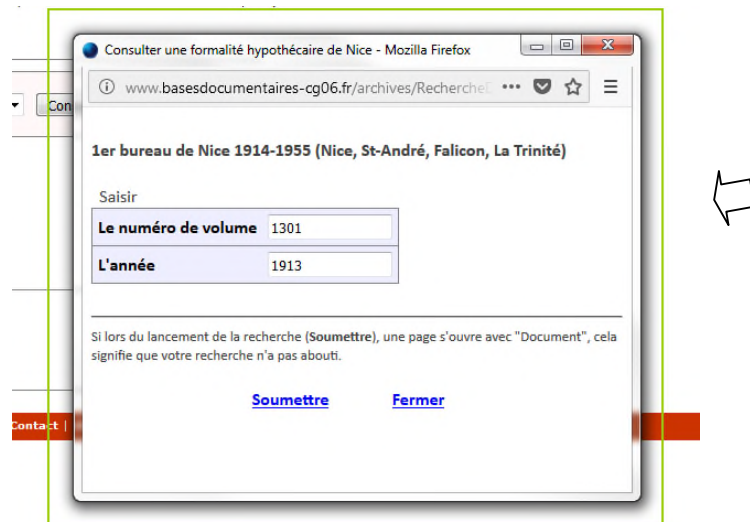 Consulter une formalité hypothécaire de Nice - Mozilla Firefox
www.basesdocumentaires-cg06.fr/archives/Recherche
Con
1er bureau de Nice 1914-1955 (Nice, St-André, Falicon, La Trinité)
Saisir
Le numéro de volume 1301
L'année 1913
Si lors du lancement de la recherche (Soumettre), une page s'ouvre avec "Document", cela
signifie que votre recherche n'a pas abouti.
Soumettre Fermer
Contact |